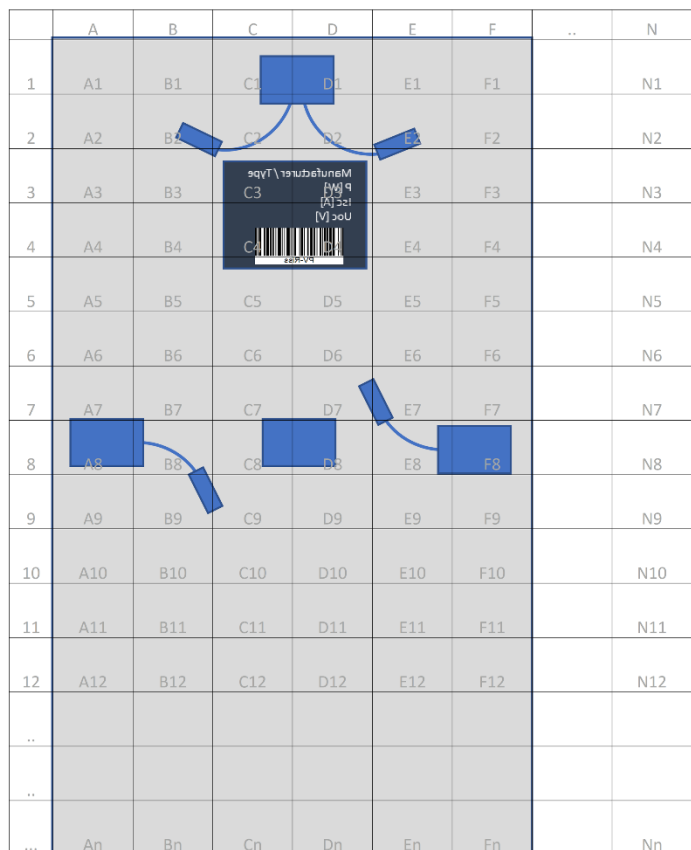 A B C D E F .. N
1 A1 B1 C1 D1 E1 F1 N1
2 A2 B2 C2 D2 E2 F2 N2
Manufacturer / Type
3 A3 B3 C3 D3 E3 F3 N3
P [W]
Isc [A]
Uoc [V]
4 A4 B4 C4 D4 E4 F4 N4
PV-Riss
5 A5 B5 C5 D5 E5 F5 N5
6 A6 B6 C6 D6 E6 F6 N6
7 A7 B7 C7 D7 E7 F7 N7
8 A8 B8 C8 D8 E8 F8 N8
9 A9 B9 C9 D9 E9 F9 N9
10 A10 B10 C10 D10 E10 F10 N10
11 A11 B11 C11 D11 E11 F11 N11
12 A12 B12 C12 D12 E12 F12 N12
..
..
... An Bn Cn Dn En Fn Nn